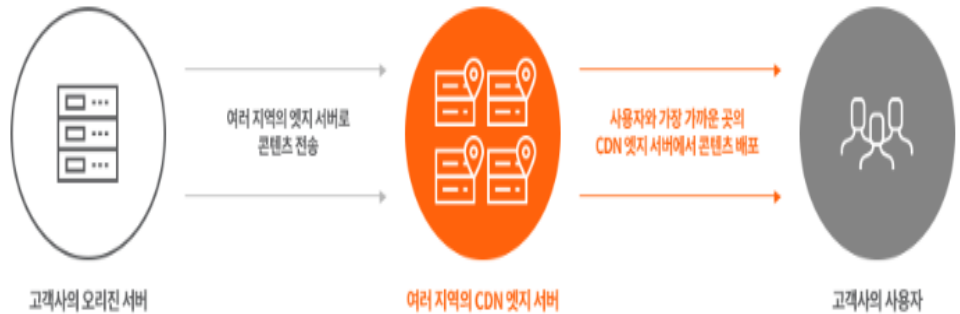 여러 지역의 엣지 서버로
콘텐츠 전송
사용자와 가장 가까운 곳의
CDN 엣지 서버에서 콘텐츠 배포
고객사의 오리진 서버
여러 지역의 CDN 엣지 서버
고객사의 사용자